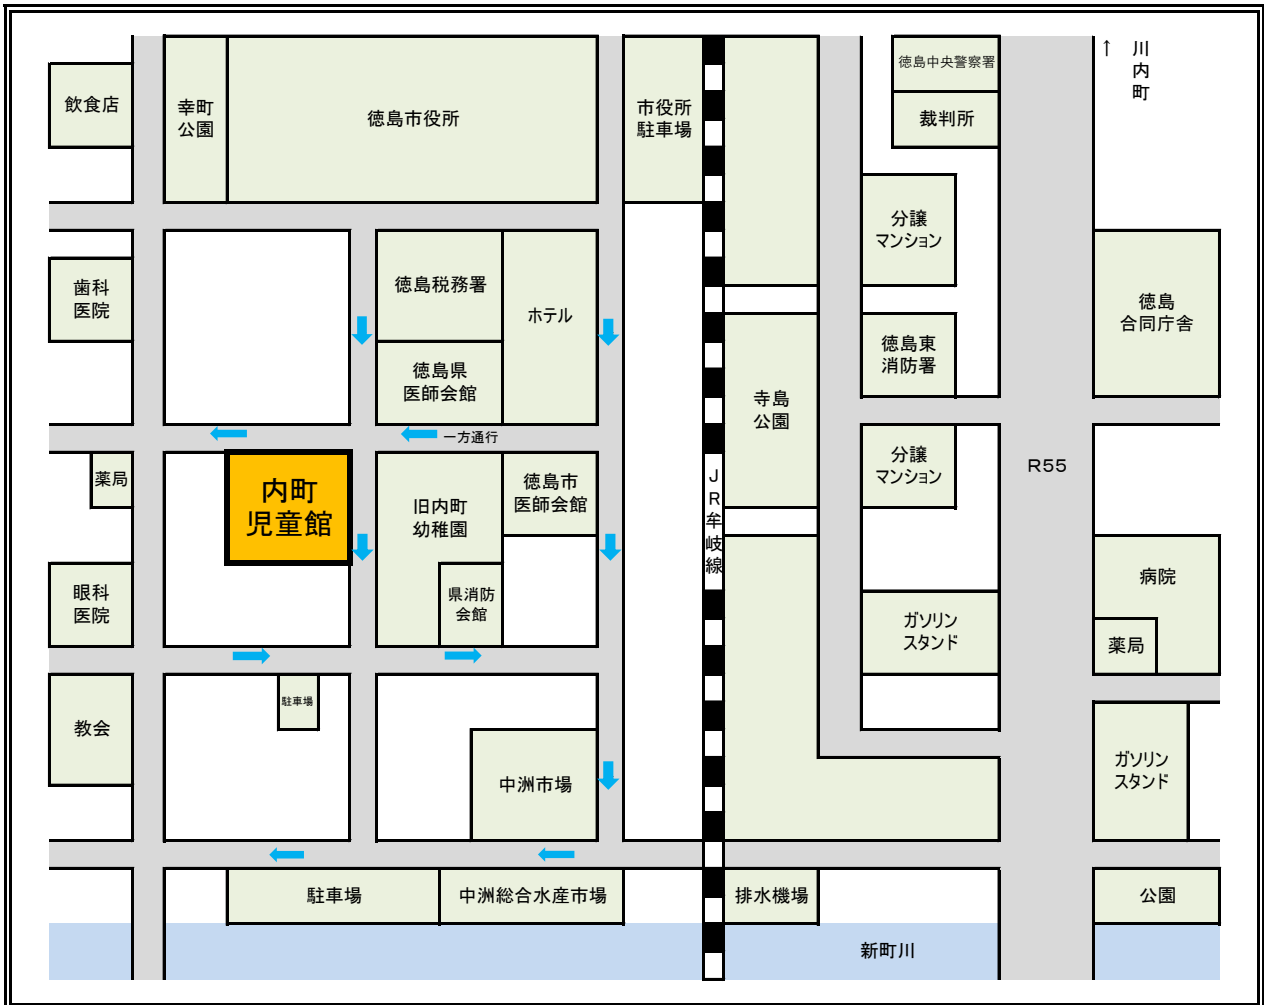 ↑
川
内
町
徳島中央警察署
飲食店
幸町
公園
徳島市役所
市役所
駐車場
裁判所
分譲
マンション
歯科
医院
徳島税務署
ホテル
徳島
合同庁舎
徳島県
医師会館
徳島東
消防署
寺島
公園
一方通行
薬局
内町
児童館
旧内町
幼稚園
徳島市
医師会館
JR牟岐線
分譲
マンション
R55
眼科
医院
県消防
会館
ガソリン
スタンド
病院
薬局
教会
駐車場
中洲市場
ガソリン
スタンド
駐車場
中洲総合水産市場
排水機場
公園
新町川